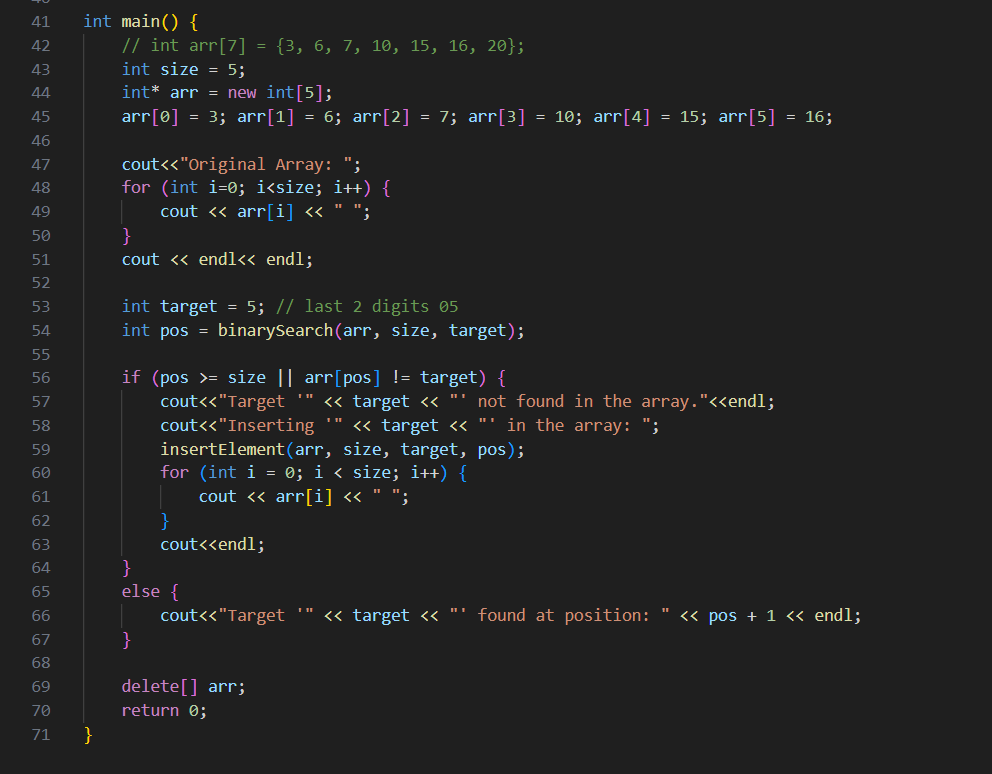 41 int main() {
42     // int arr[7] = {3, 6, 7, 10, 15, 16, 20};
43     int size = 5;
44     int* arr = new int[5];
45     arr[0] = 3; arr[1] = 6; arr[2] = 7; arr[3] = 10; arr[4] = 15; arr[5] = 16;
46
47     cout<<"Original Array: ";
48     for (int i=0; i<size; i++) {
49         cout << arr[i] << " ";
50     }
51     cout << endl<< endl;
52
53     int target = 5; // last 2 digits 05
54     int pos = binarySearch(arr, size, target);
55
56     if (pos >= size || arr[pos] != target) {
57         cout<<"Target '" << target << "' not found in the array."<<endl;
58         cout<<"Inserting '" << target << "' in the array: ";
59         insertElement(arr, size, target, pos);
60         for (int i = 0; i < size; i++) {
61             cout << arr[i] << " ";
62         }
63         cout<<endl;
64     }
65     else {
66         cout<<"Target '" << target << "' found at position: " << pos + 1 << endl;
67     }
68
69     delete[] arr;
70     return 0;
71 }